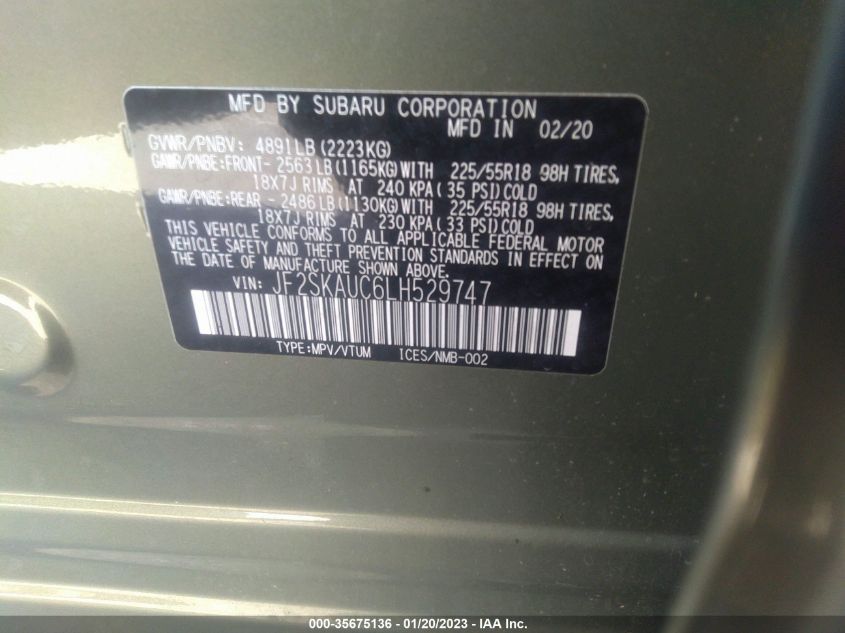 MFD BY SUBARU CORPORATION
MFD IN 02/20
GVWR/PNBV: 4891LB(2223KG)
GAWR/PNBE:FRONT- 2563LB(1165KG)WITH 225/55R18 98H TIRES,
18X7J RIMS AT 240 KPA(35 PSI)COLD
GAWR/PNBE:REAR - 2486LB(1130KG)WITH 225/55R18 98H TIRES,
18X7J RIMS AT 230 KPA(33 PSI)COLD
THIS VEHICLE CONFORMS TO ALL APPLICABLE FEDERAL MOTOR
VEHICLE SAFETY AND THEFT PREVENTION STANDARDS IN EFFECT ON
THE DATE OF MANUFACTURE SHOWN ABOVE.
VIN: JF2SKAUC6LH529747
TYPE:MPV/VTUM ICES/NMB-002
000-35675136 - 01/20/2023 - IAA Inc.